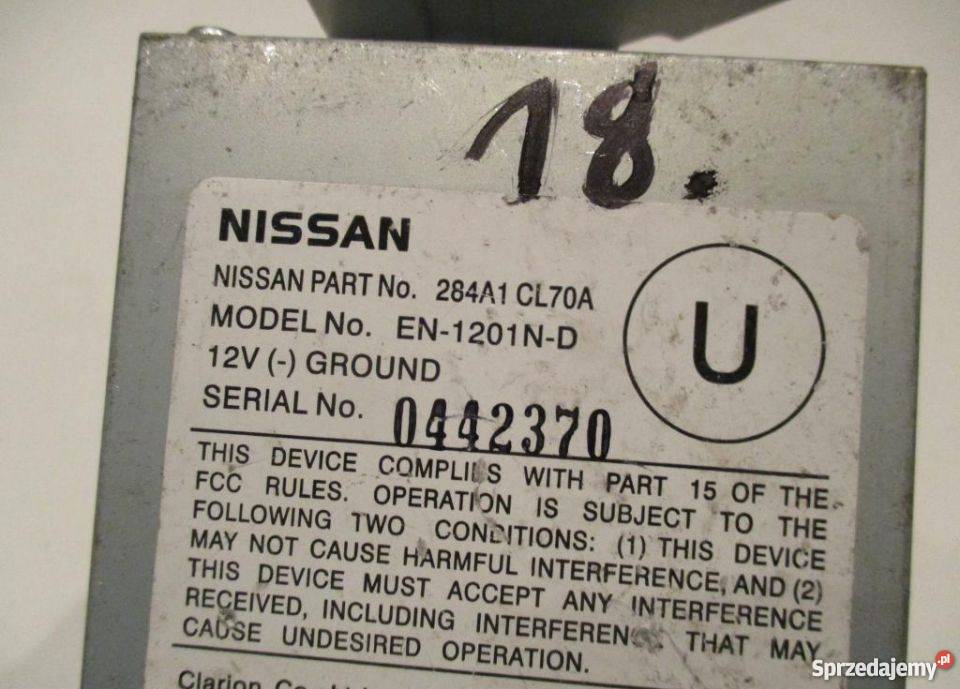 18.
NISSAN
NISSAN PART No. 284A1 CL70A
MODEL No. EN-1201N-D
12V (-) GROUND
SERIAL No. 0442370
U
THIS DEVICE COMPLIES WITH PART 15 OF THE
FCC RULES. OPERATION IS SUBJECT TO THE
FOLLOWING TWO CONDITIONS: (1) THIS DEVICE
MAY NOT CAUSE HARMFUL INTERFERENCE, AND (2)
THIS DEVICE MUST ACCEPT ANY INTERFERENCE
RECEIVED, INCLUDING INTERFERENCE THAT MAY
CAUSE UNDESIRED OPERATION.
Clarion Co., Ltd.
Sprzedajemy.pl